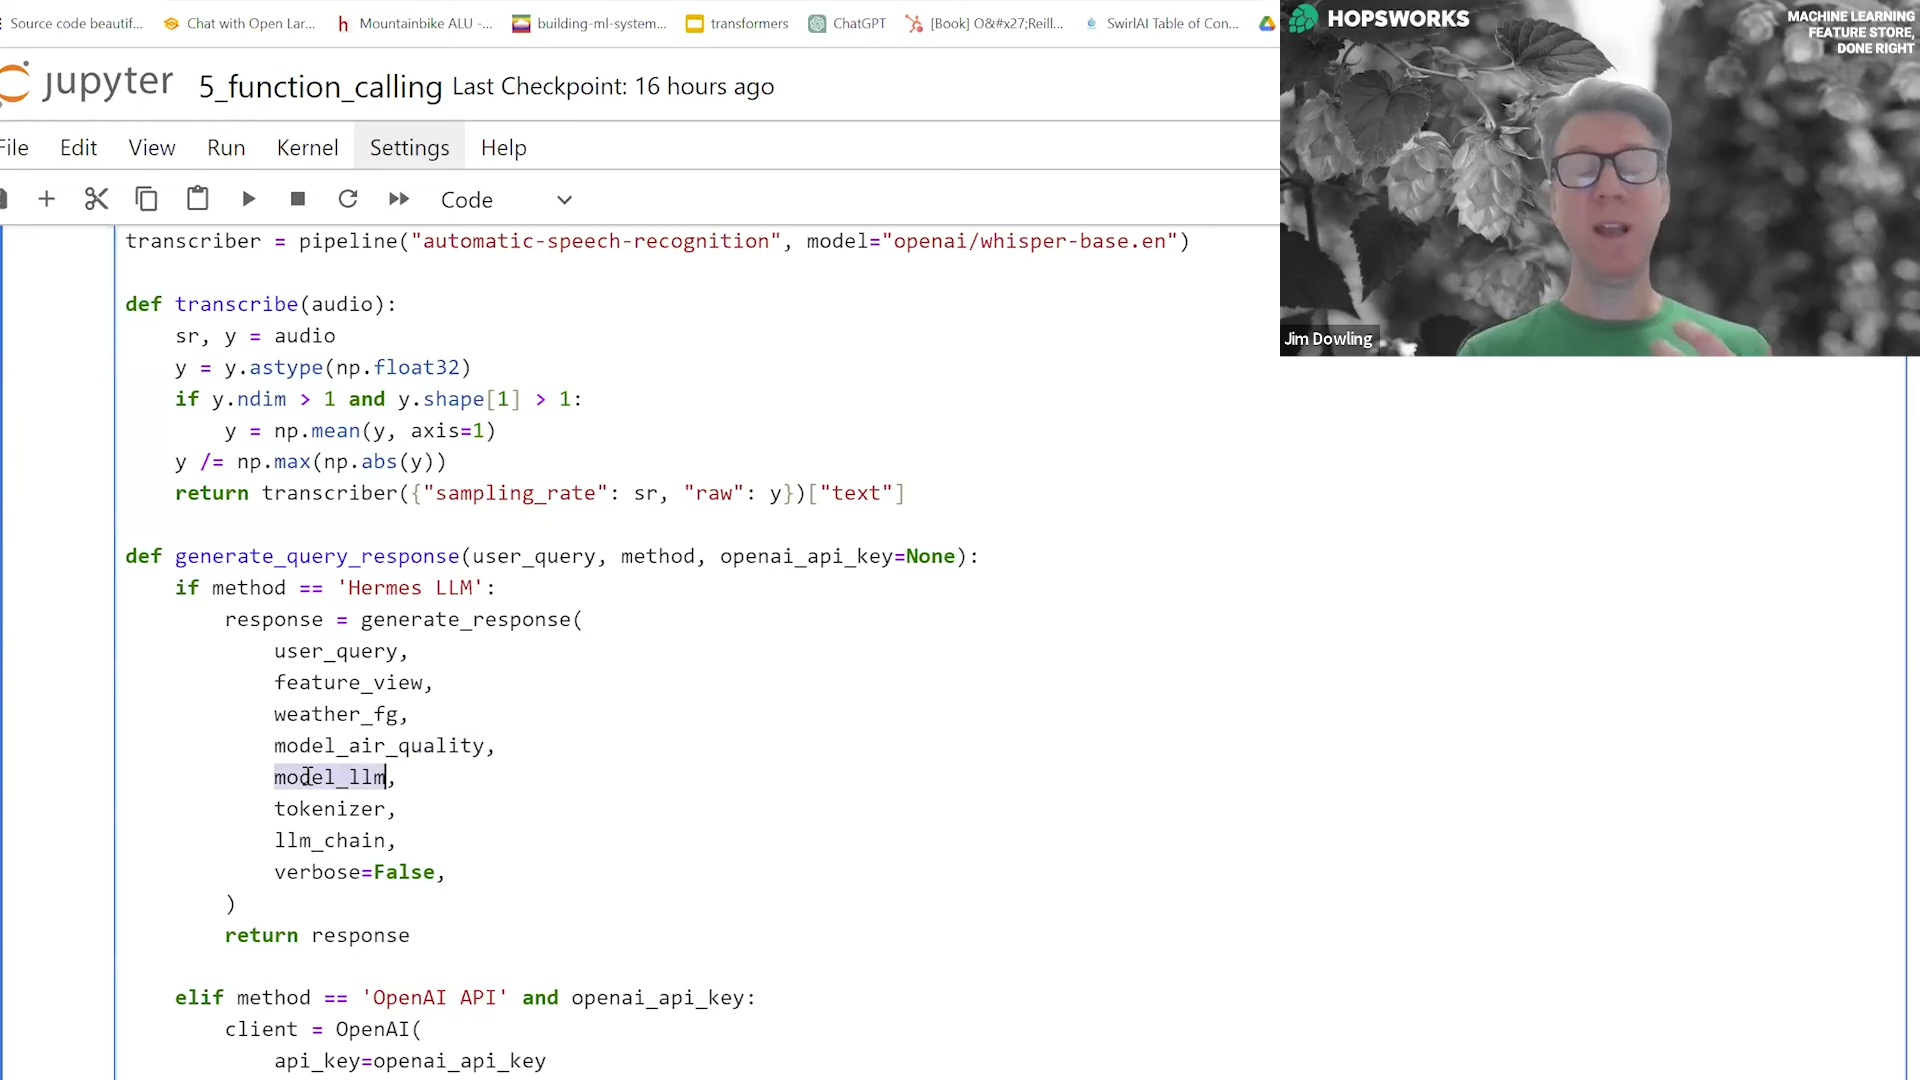 Source code beautif...
Chat with Open Lar...
Mountainbike ALU -...
building-ml-system...
transformers
ChatGPT
[Book] O&#x27;Reill...
SwirlAI Table of Con...
HOPSWORKS
MACHINE LEARNING
FEATURE STORE,
DONE RIGHT
jupyter 5_function_calling Last Checkpoint: 16 hours ago
File Edit View Run Kernel Settings Help
Code
Jim Dowling
transcriber = pipeline("automatic-speech-recognition", model="openai/whisper-base.en")
def transcribe(audio):
    sr, y = audio
    y = y.astype(np.float32)
    if y.ndim > 1 and y.shape[1] > 1:
        y = np.mean(y, axis=1)
    y /= np.max(np.abs(y))
    return transcriber({"sampling_rate": sr, "raw": y})["text"]
def generate_query_response(user_query, method, openai_api_key=None):
    if method == 'Hermes LLM':
        response = generate_response(
            user_query,
            feature_view,
            weather_fg,
            model_air_quality,
            model_llm,
            tokenizer,
            llm_chain,
            verbose=False,
        )
        return response
    elif method == 'OpenAI API' and openai_api_key:
        client = OpenAI(
            api_key=openai_api_key